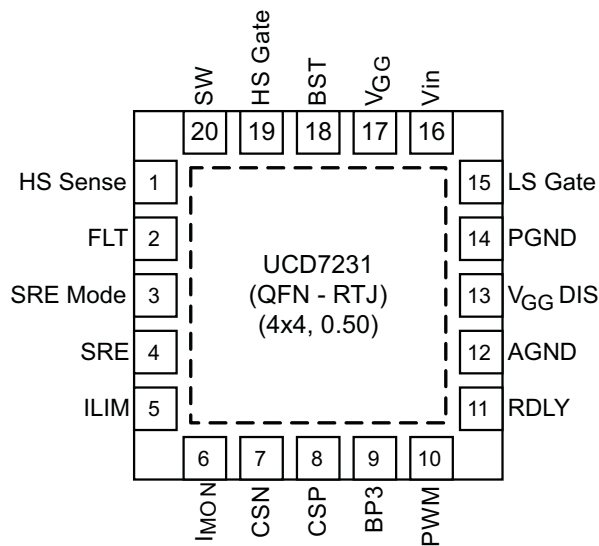 SW
HS Gate
BST
VGG
Vin
20
19
18
17
16
HS Sense 1
FLT 2
SRE Mode 3
SRE 4
ILIM 5
UCD7231
(QFN - RTJ)
(4x4, 0.50)
15 LS Gate
14 PGND
13 VGG DIS
12 AGND
11 RDLY
6
7
8
9
10
IMON
CSN
CSP
BP3
PWM